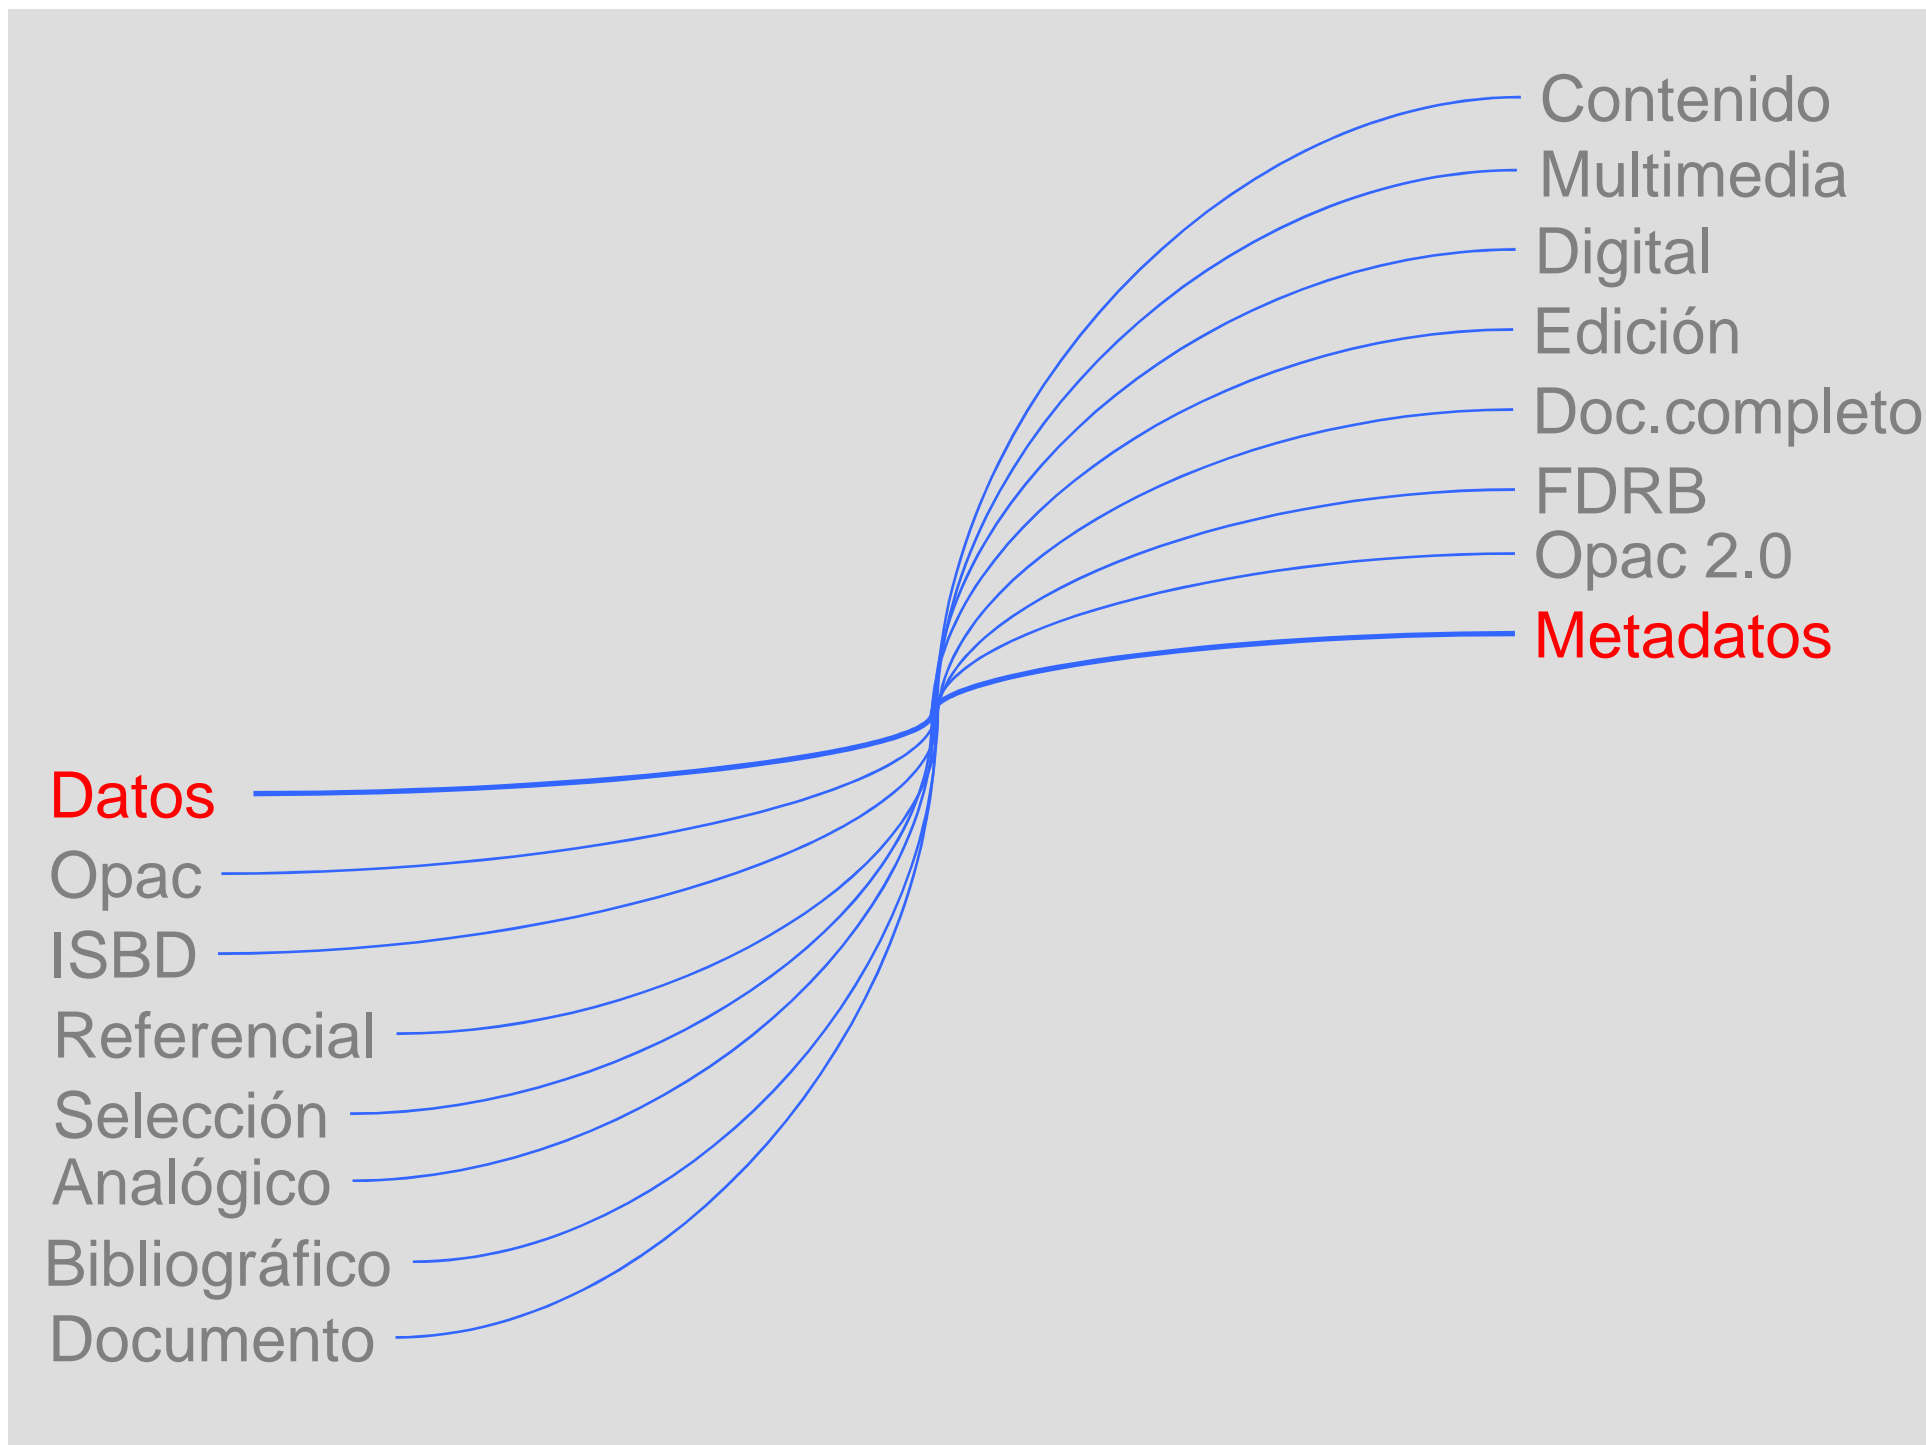 Contenido
Multimedia
Digital
Edición
Doc.completo
FDRB
Opac 2.0
Metadatos
Datos
Opac
ISBD
Referencial
Selección
Analógico
Bibliográfico
Documento